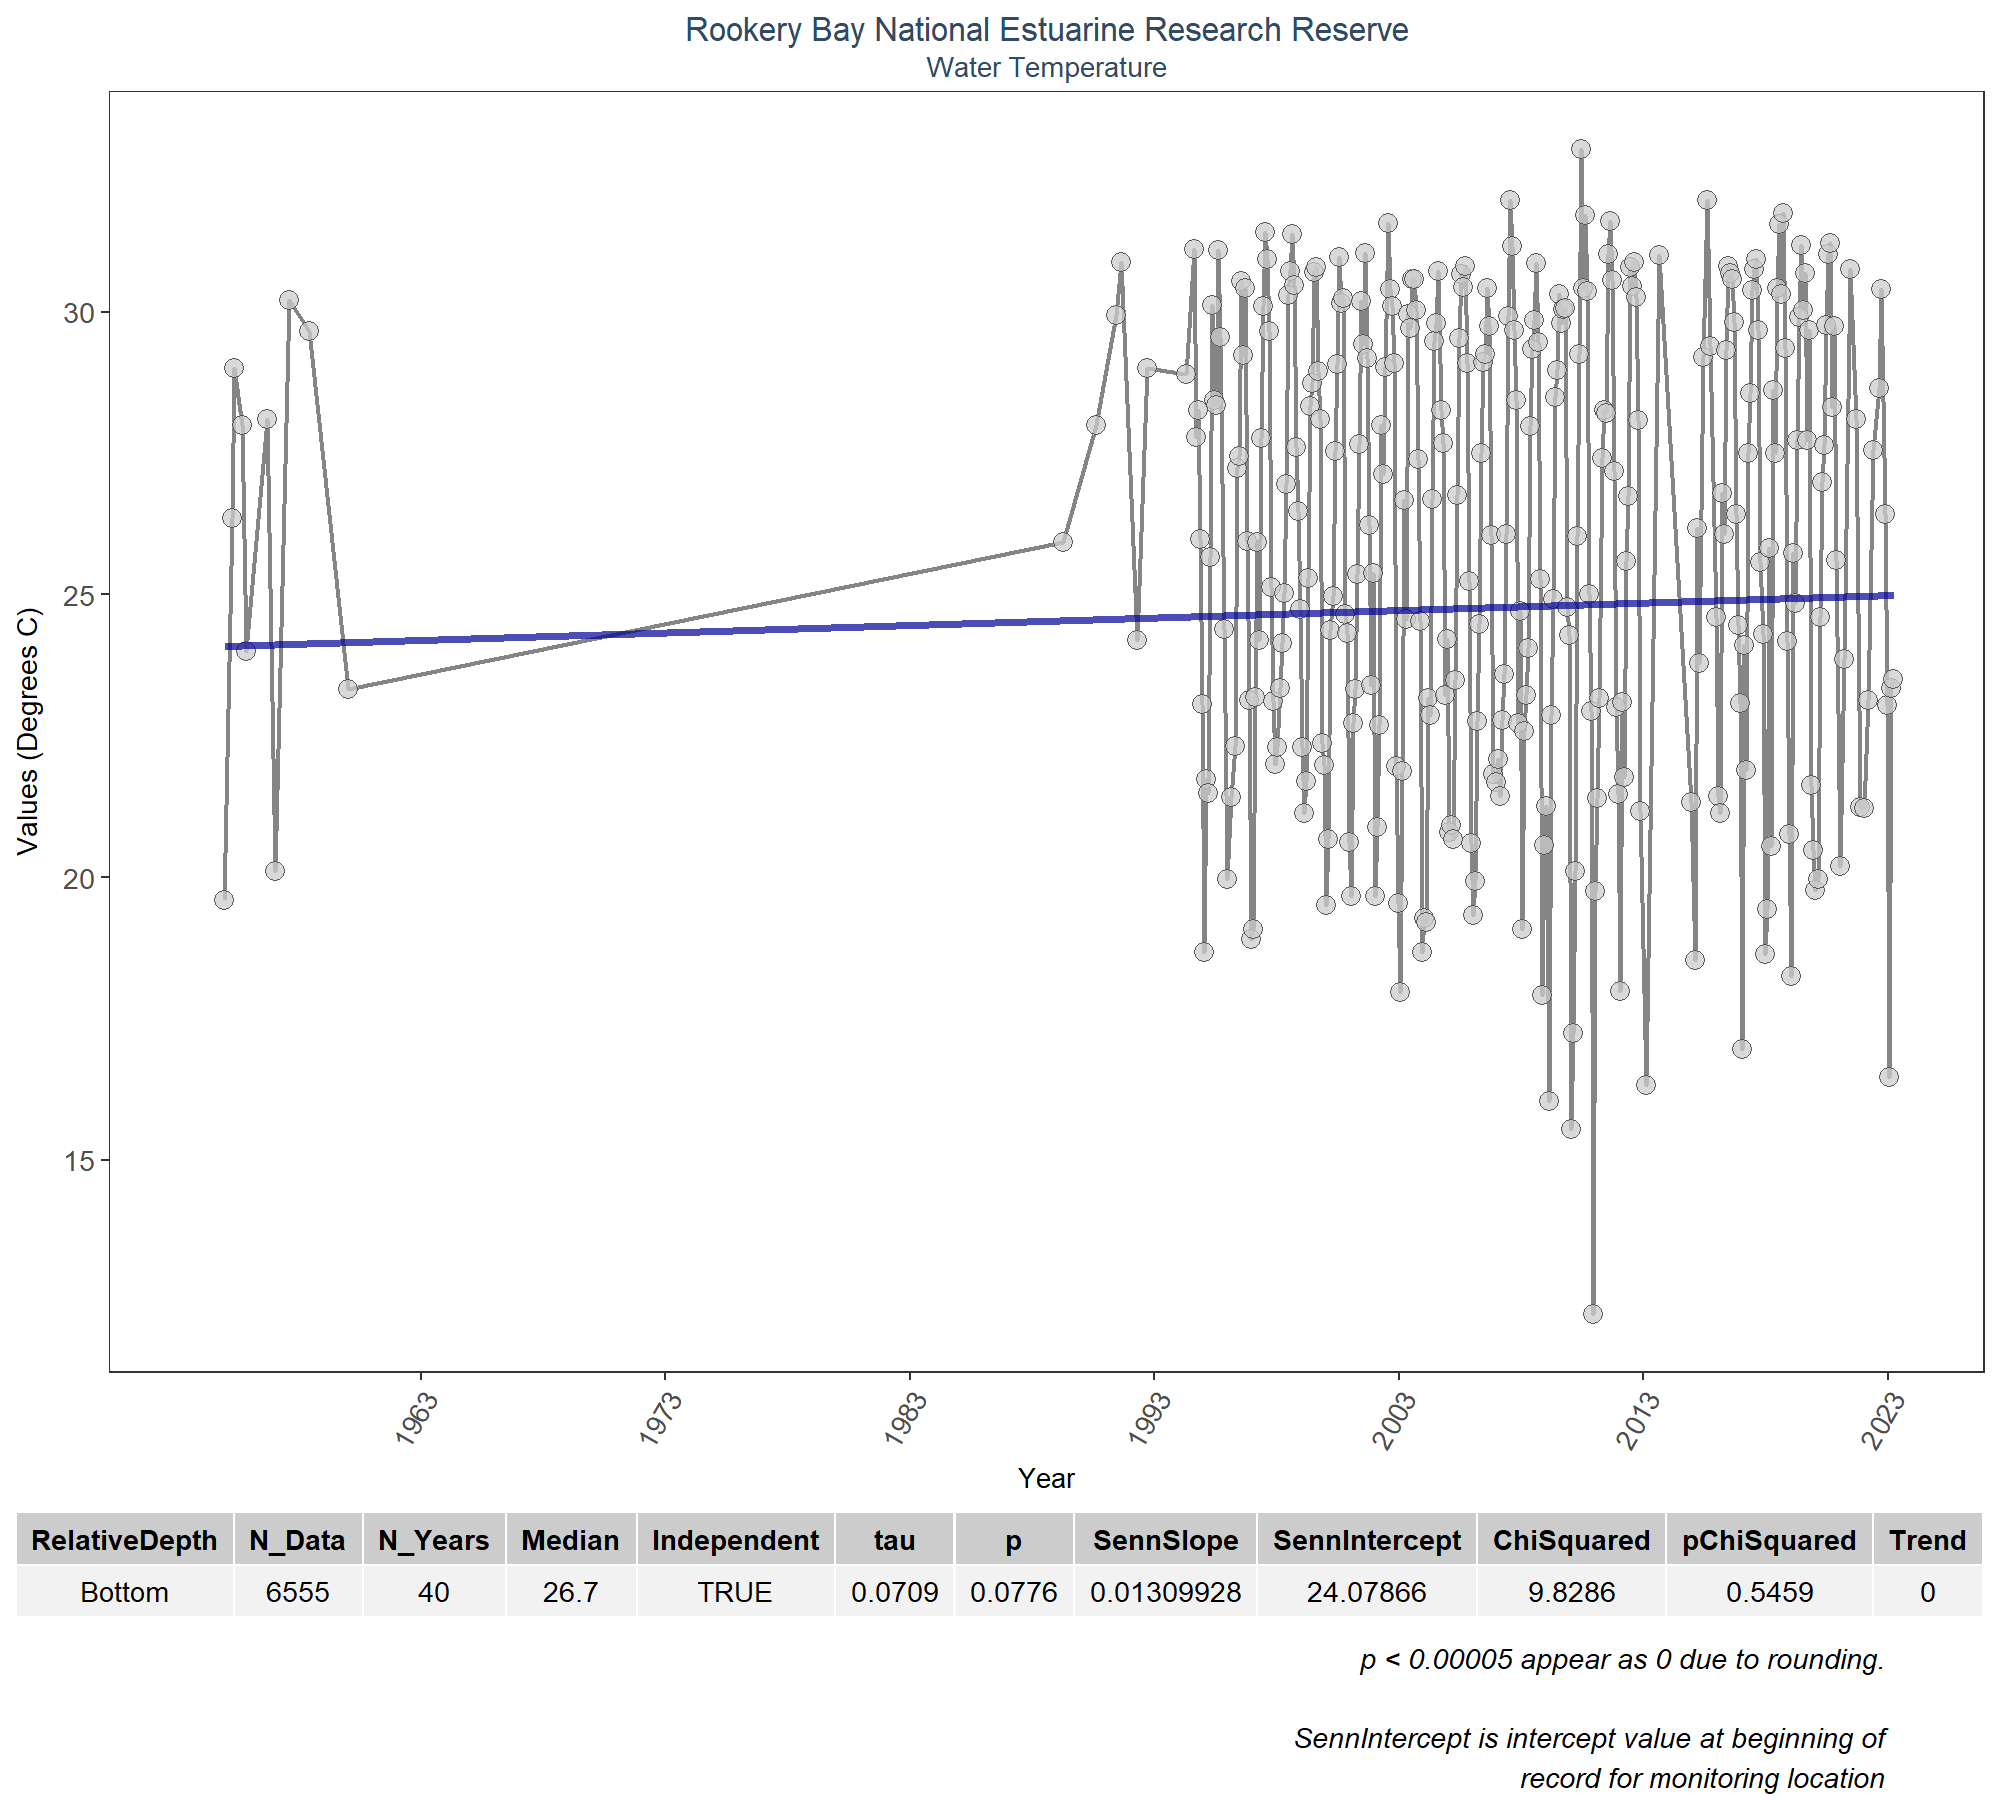 Rookery Bay National Estuarine Research Reserve
Water Temperature
Values (Degrees C)
30
25
20
15
1963
1973
1983
1993
2003
2013
2023
Year
RelativeDepth N_Data N_Years Median Independent tau p SennSlope SennIntercept ChiSquared pChiSquared Trend
Bottom 6555 40 26.7 TRUE 0.0709 0.0776 0.01309928 24.07866 9.8286 0.5459 0
p < 0.00005 appear as 0 due to rounding.
SennIntercept is intercept value at beginning of
record for monitoring location